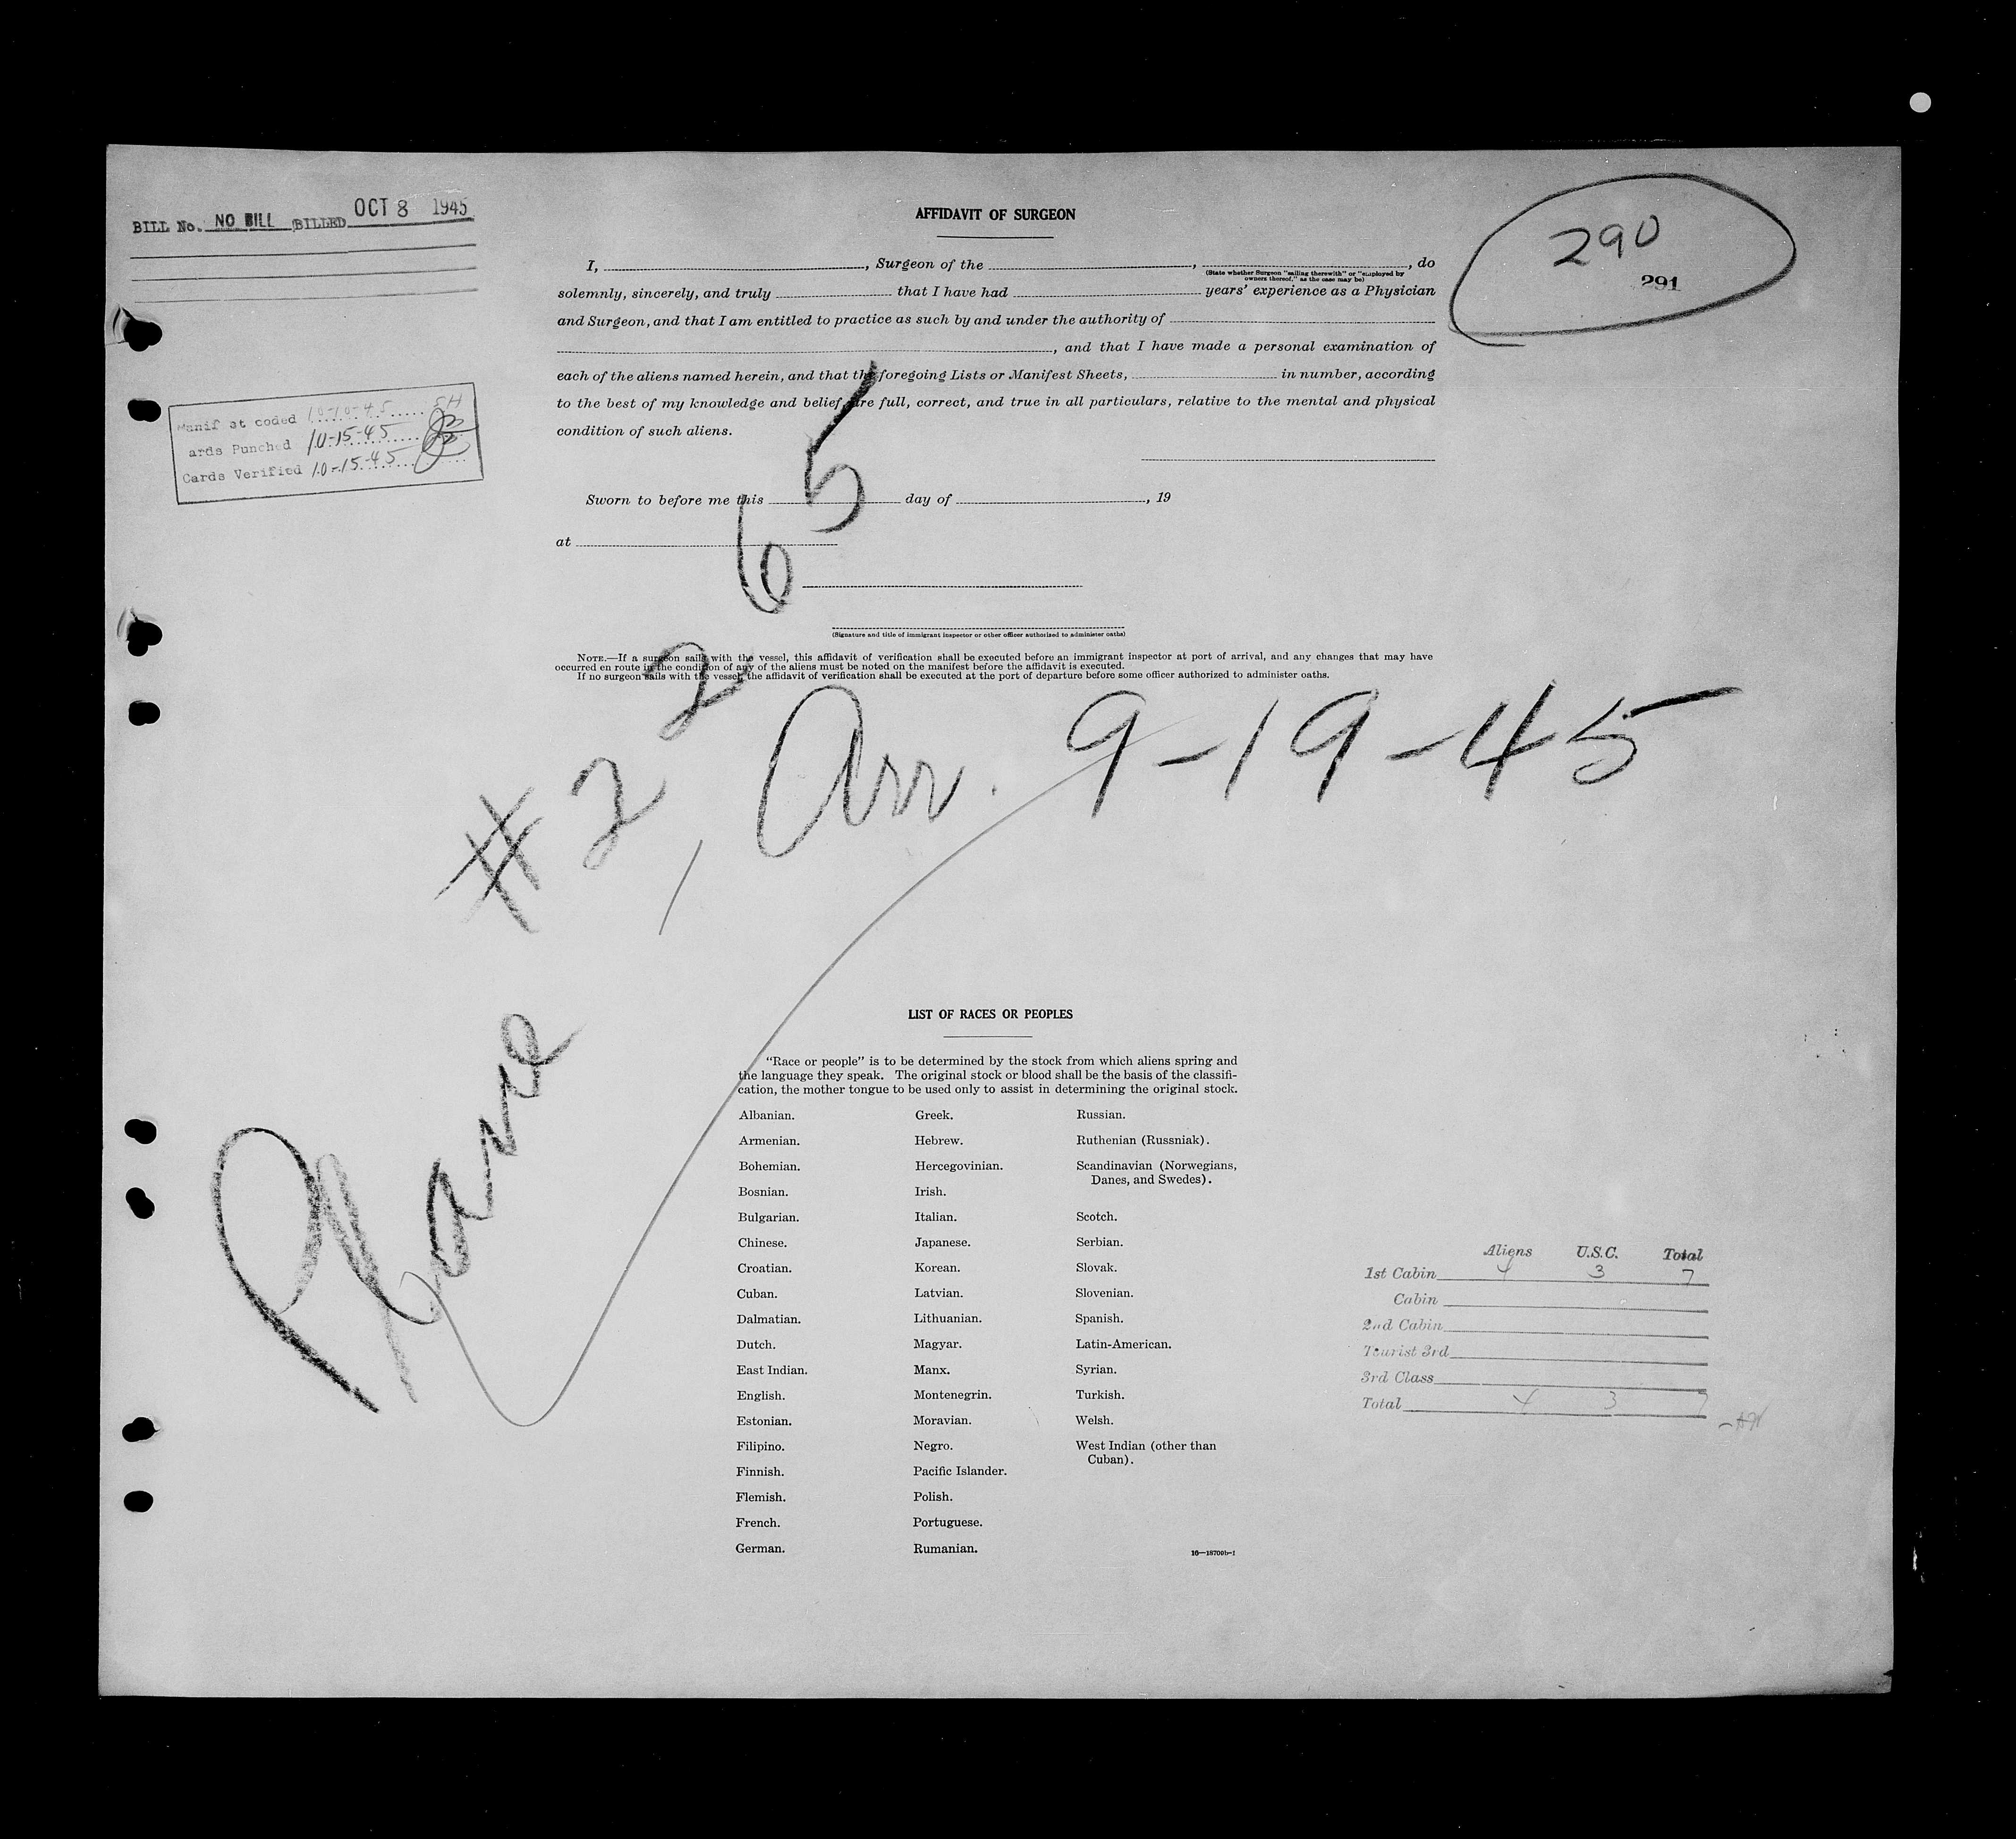 BILL No. NO BILL BILLED OCT 8 1945
AFFIDAVIT OF SURGEON
290
291
I, , Surgeon of the , , do
(State whether Surgeon "sailing therewith" or "employed by
owners thereof," as the case may be)
solemnly, sincerely, and truly that I have had years' experience as a Physician
and Surgeon, and that I am entitled to practice as such by and under the authority of
, and that I have made a personal examination of
each of the aliens named herein, and that the foregoing Lists or Manifest Sheets, in number, according
to the best of my knowledge and belief, are full, correct, and true in all particulars, relative to the mental and physical
condition of such aliens.
Manif st coded 10-10-45 SH
ards Punched 10-15-45
Cards Verified 10-15-45
Sworn to before me this day of , 19
at
(Signature and title of immigrant inspector or other officer authorized to administer oaths)
NOTE.—If a surgeon sails with the vessel, this affidavit of verification shall be executed before an immigrant inspector at port of arrival, and any changes that may have
occurred en route in the condition of any of the aliens must be noted on the manifest before the affidavit is executed.
If no surgeon sails with the vessel, the affidavit of verification shall be executed at the port of departure before some officer authorized to administer oaths.
Plane #2265, Arr. 9-19-45
LIST OF RACES OR PEOPLES
"Race or people" is to be determined by the stock from which aliens spring and
the language they speak. The original stock or blood shall be the basis of the classifi-
cation, the mother tongue to be used only to assist in determining the original stock.
Albanian.
Armenian.
Bohemian.
Bosnian.
Bulgarian.
Chinese.
Croatian.
Cuban.
Dalmatian.
Dutch.
East Indian.
English.
Estonian.
Filipino.
Finnish.
Flemish.
French.
German.
Greek.
Hebrew.
Hercegovinian.
Irish.
Italian.
Japanese.
Korean.
Latvian.
Lithuanian.
Magyar.
Manx.
Montenegrin.
Moravian.
Negro.
Pacific Islander.
Polish.
Portuguese.
Rumanian.
Russian.
Ruthenian (Russniak).
Scandinavian (Norwegians,
Danes, and Swedes).
Scotch.
Serbian.
Slovak.
Slovenian.
Spanish.
Latin-American.
Syrian.
Turkish.
Welsh.
West Indian (other than
Cuban).
16—18700b-1
Aliens U.S.C. Total
1st Cabin 4 3 7
Cabin
2nd Cabin
Tourist 3rd
3rd Class
Total 4 3 7